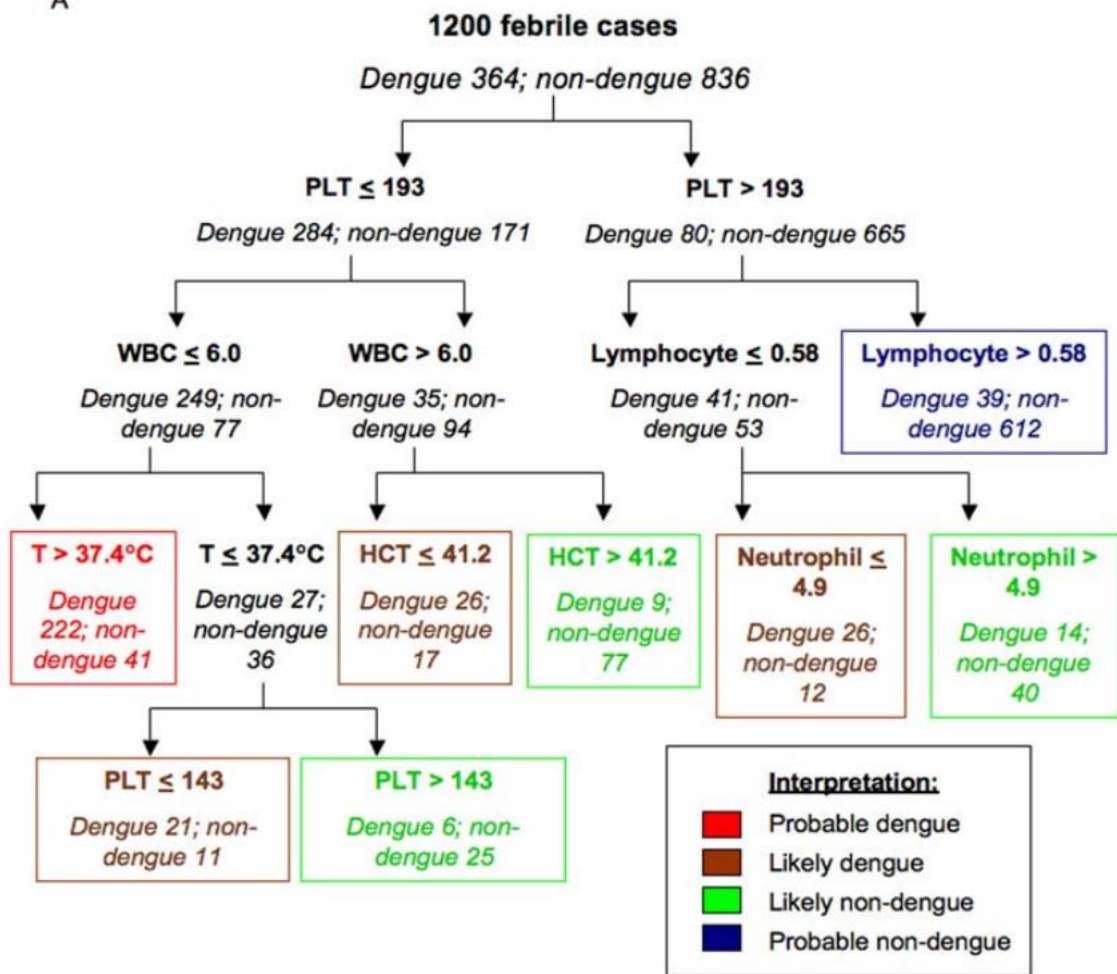 A
1200 febrile cases
Dengue 364; non-dengue 836
PLT ≤ 193
Dengue 284; non-dengue 171
PLT > 193
Dengue 80; non-dengue 665
WBC ≤ 6.0
Dengue 249; non-
dengue 77
WBC > 6.0
Dengue 35; non-
dengue 94
Lymphocyte ≤ 0.58
Dengue 41; non-
dengue 53
Lymphocyte > 0.58
Dengue 39; non-
dengue 612
T > 37.4°C
Dengue
222; non-
dengue 41
T ≤ 37.4°C
Dengue 27;
non-dengue
36
HCT ≤ 41.2
Dengue 26;
non-dengue
17
HCT > 41.2
Dengue 9;
non-dengue
77
Neutrophil ≤
4.9
Dengue 26;
non-dengue
12
Neutrophil >
4.9
Dengue 14;
non-dengue
40
PLT ≤ 143
Dengue 21; non-
dengue 11
PLT > 143
Dengue 6; non-
dengue 25
Interpretation:
Probable dengue
Likely dengue
Likely non-dengue
Probable non-dengue